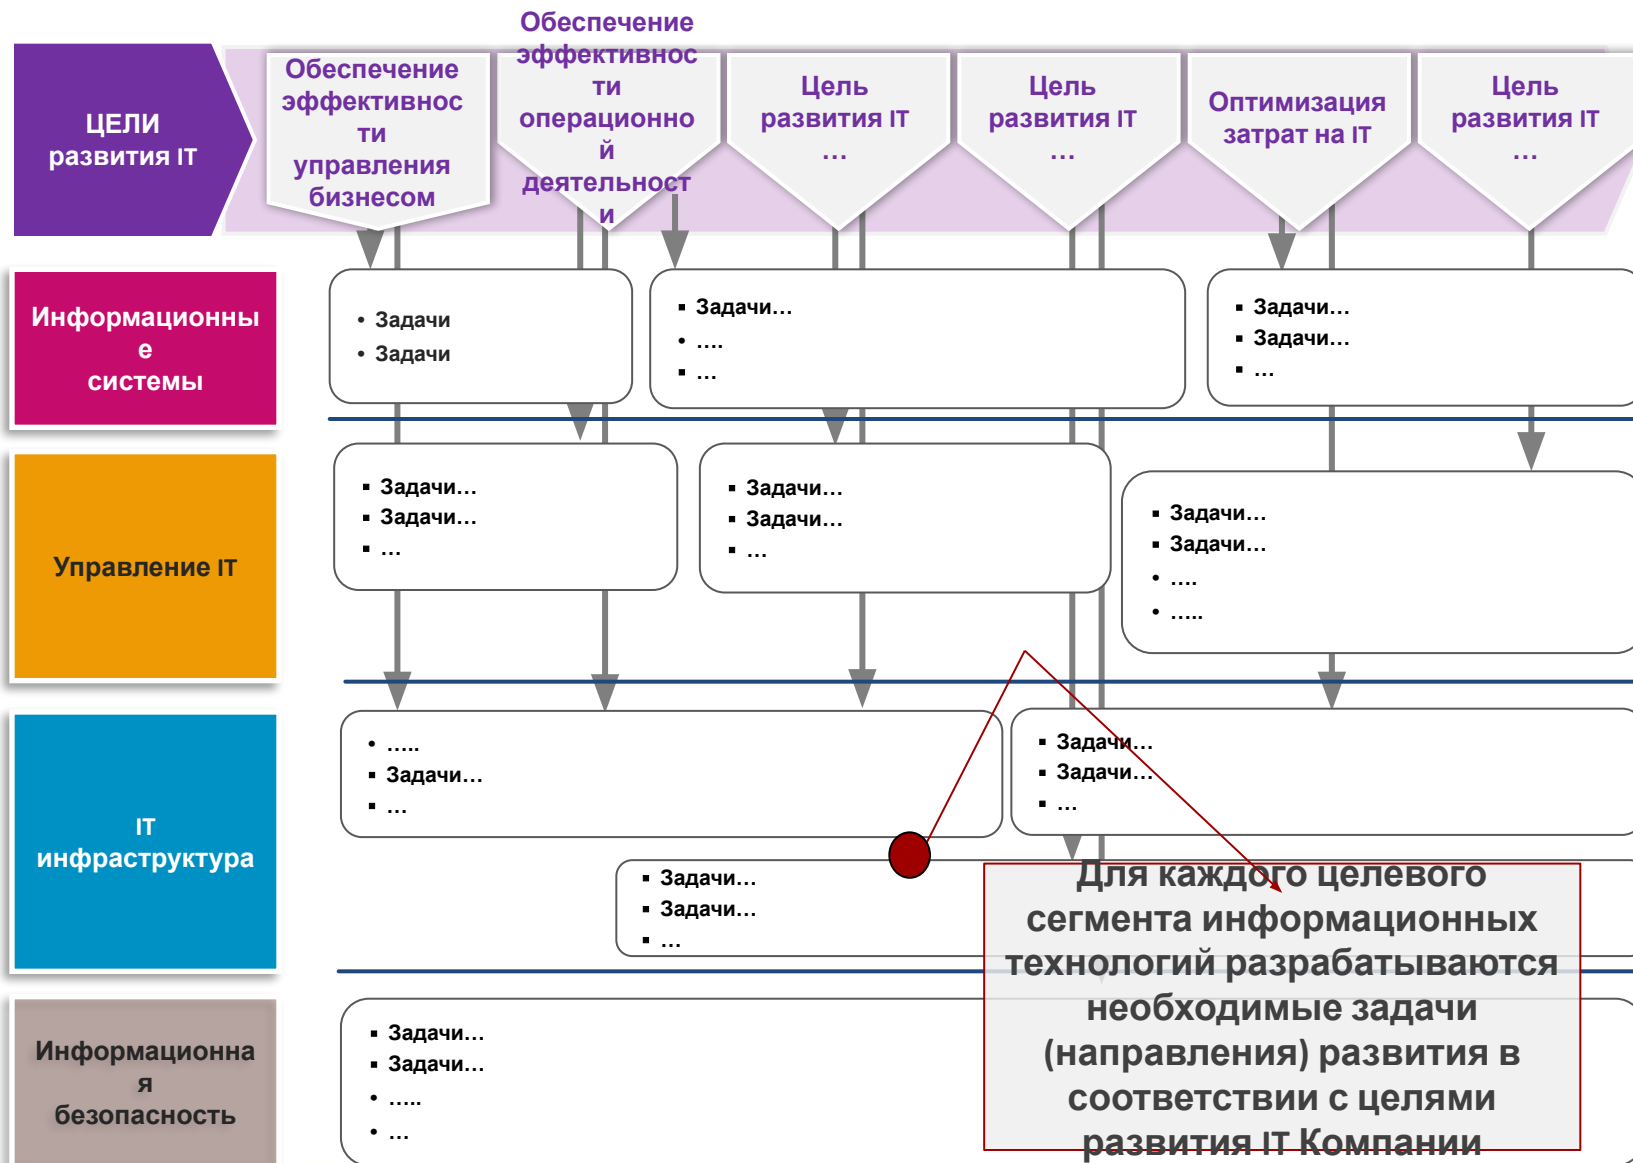 ЦЕЛИ
развития IT
Обеспечение
эффективнос
ти
управления
бизнесом
Обеспечение
эффективнос
ти
операционно
й
деятельност
и
Цель
развития IT
...
Цель
развития IT
...
Оптимизация
затрат на IT
Цель
развития IT
...
Информационны
е
системы
• Задачи
• Задачи
▪ Задачи...
• ....
▪ ...
▪ Задачи...
▪ Задачи...
▪ ...
Управление IT
▪ Задачи...
▪ Задачи...
▪ ...
▪ Задачи...
▪ Задачи...
▪ ...
▪ Задачи...
▪ Задачи...
• ....
• .....
IT
инфраструктура
• .....
▪ Задачи...
▪ ...
▪ Задачи...
▪ Задачи...
▪ ...
▪ Задачи...
▪ Задачи...
▪ ...
Информационна
я
безопасность
▪ Задачи...
▪ Задачи...
• .....
• ...
Для каждого целевого
сегмента информационных
технологий разрабатываются
необходимые задачи
(направления) развития в
соответствии с целями
развития IT Компании